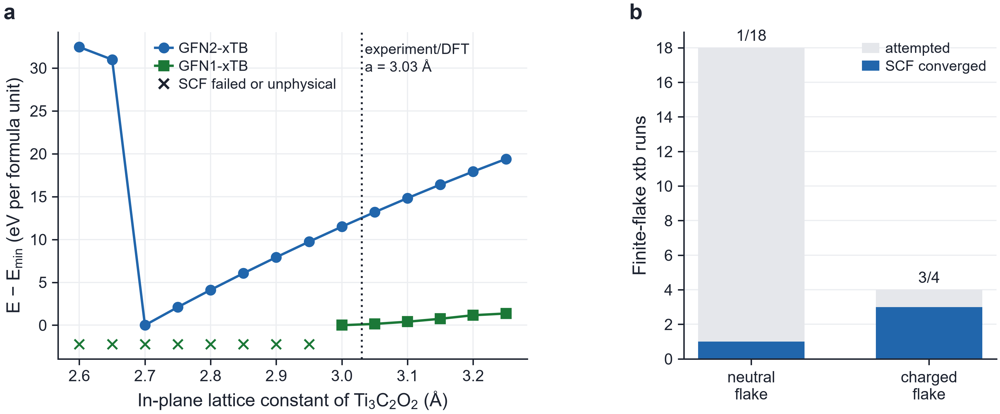 a
GFN2-xTB
GFN1-xTB
SCF failed or unphysical
experiment/DFT
a = 3.03 Å
30
25
20
15
10
5
0
E − Emin (eV per formula unit)
2.6 2.7 2.8 2.9 3.0 3.1 3.2
In-plane lattice constant of Ti3C2O2 (Å)
b
1/18
attempted
SCF converged
3/4
18
16
14
12
10
8
6
4
2
0
Finite-flake xtb runs
neutral
flake
charged
flake